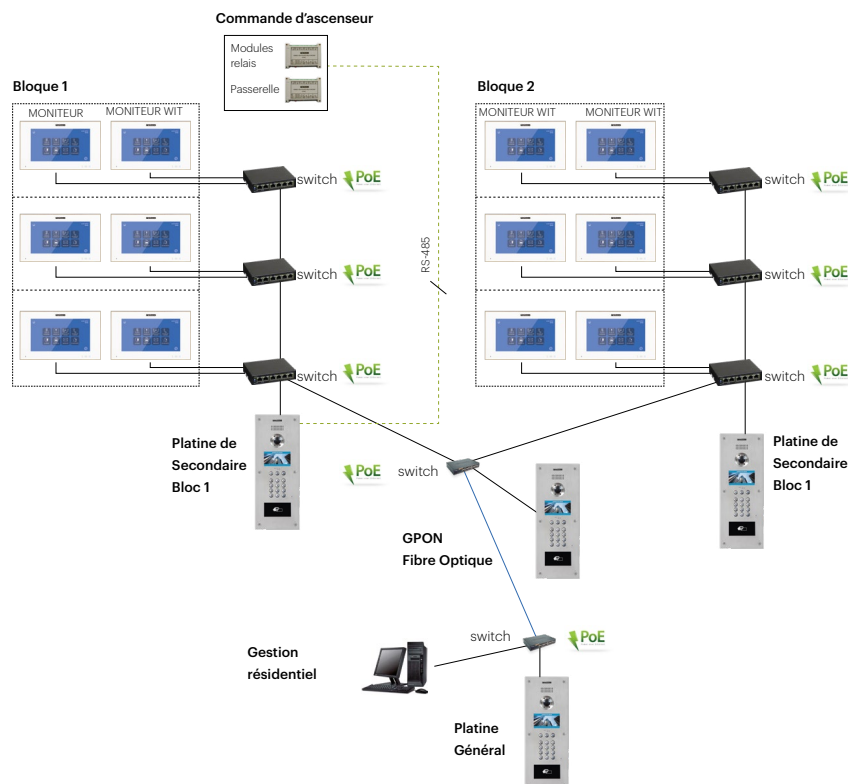 Commande d'ascenseur
Modules
relais
Passerelle
Bloque 1
MONITEUR
MONITEUR WIT
switch
PoE
switch
PoE
switch
PoE
RS-485
Bloque 2
MONITEUR WIT
MONITEUR WIT
switch
PoE
switch
PoE
switch
PoE
Platine de
Secondaire
Bloc 1
PoE
switch
Platine de
Secondaire
Bloc 1
GPON
Fibre Optique
switch
PoE
Gestion
résidentiel
Platine
Général